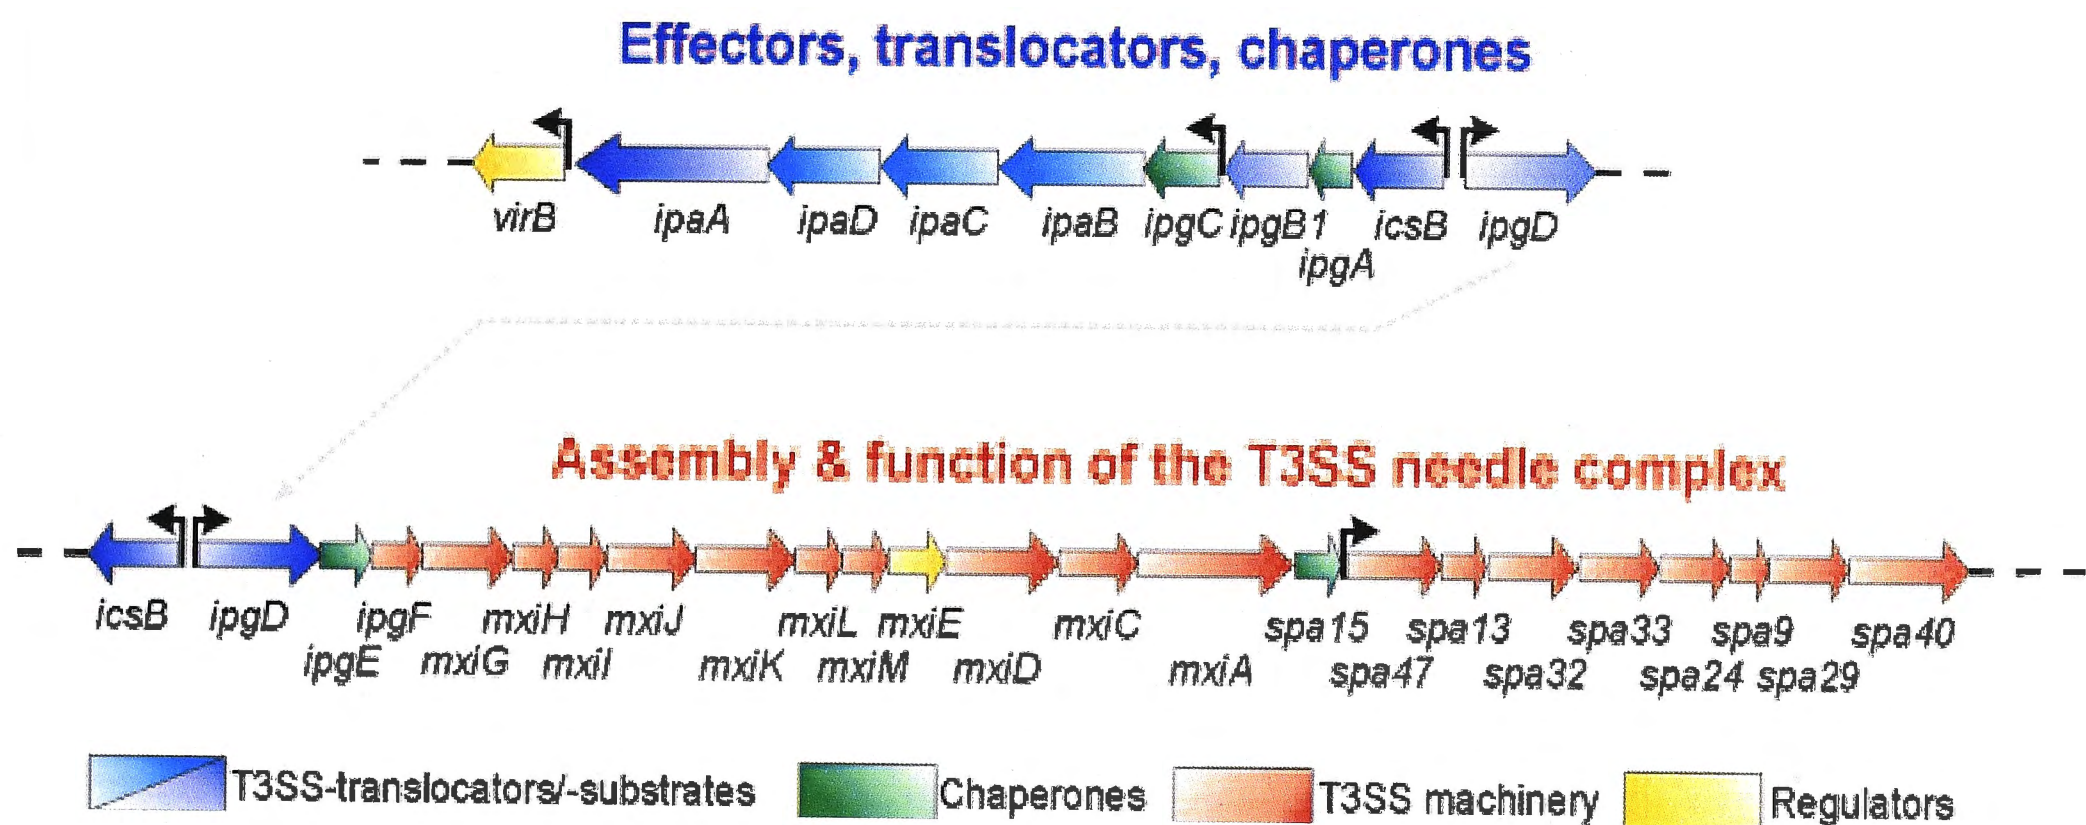 Effectors, translocators, chaperones
virB ipaA ipaD ipaC ipaB ipgC ipgB1 icsB ipgD
ipgA
Assembly & function of the T3SS needle complex
icsB ipgD ipgF mxiH mxiJ mxiL mxiE mxiC spa15 spa13 spa33 spa9 spa40
ipgE mxiG mxiI mxiK mxiM mxiD mxiA spa47 spa32 spa24 spa29
T3SS-translocators/-substrates Chaperones T3SS machinery Regulators